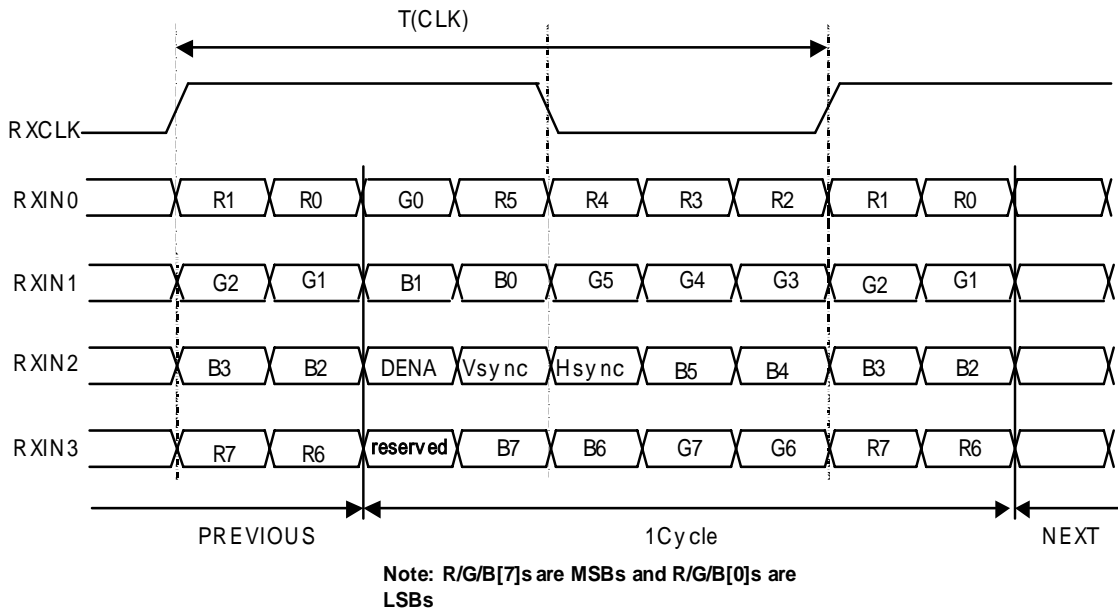 T(CLK)
RXCLK
RXIN0 R1 R0 G0 R5 R4 R3 R2 R1 R0
RXIN1 G2 G1 B1 B0 G5 G4 G3 G2 G1
RXIN2 B3 B2 DENA Vsync Hsync B5 B4 B3 B2
RXIN3 R7 R6 reserved B7 B6 G7 G6 R7 R6
PREVIOUS 1Cycle NEXT
Note: R/G/B[7]s are MSBs and R/G/B[0]s are
LSBs